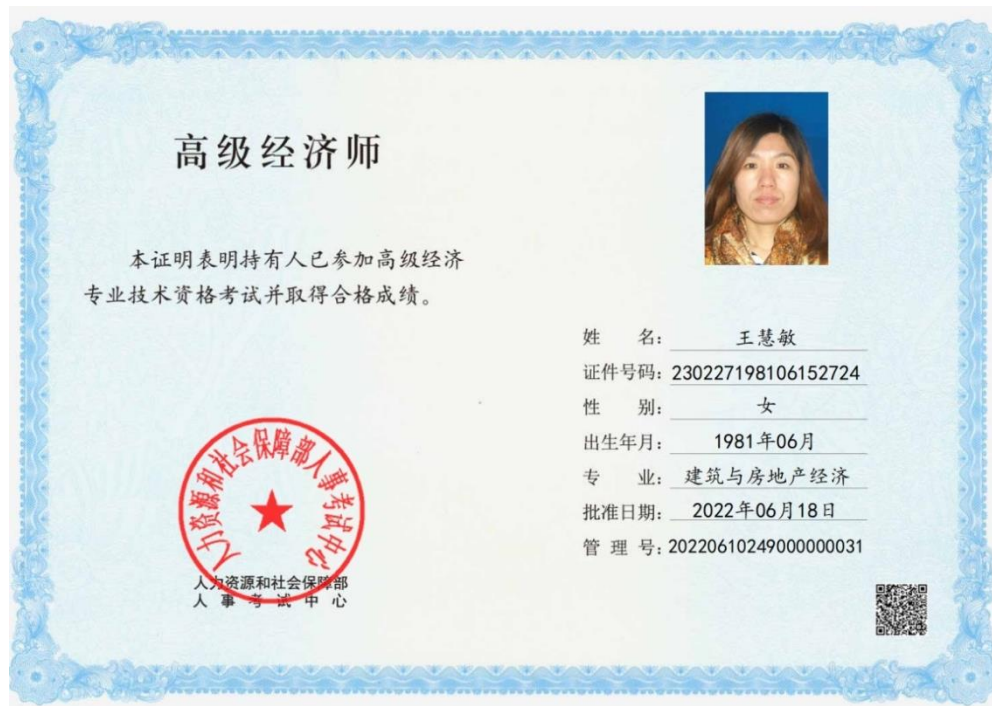 高级经济师
本证明表明持有人已参加高级经济
专业技术资格考试并取得合格成绩。
姓 名: 王慧敏
证件号码: 230227198106152724
性 别: 女
出生年月: 1981年06月
专 业: 建筑与房地产经济
批准日期: 2022年06月18日
管 理 号: 20220610249000000031
人力资源和社会保障部人事考试中心
人力资源和社会保障部
人 事 考 试 中 心